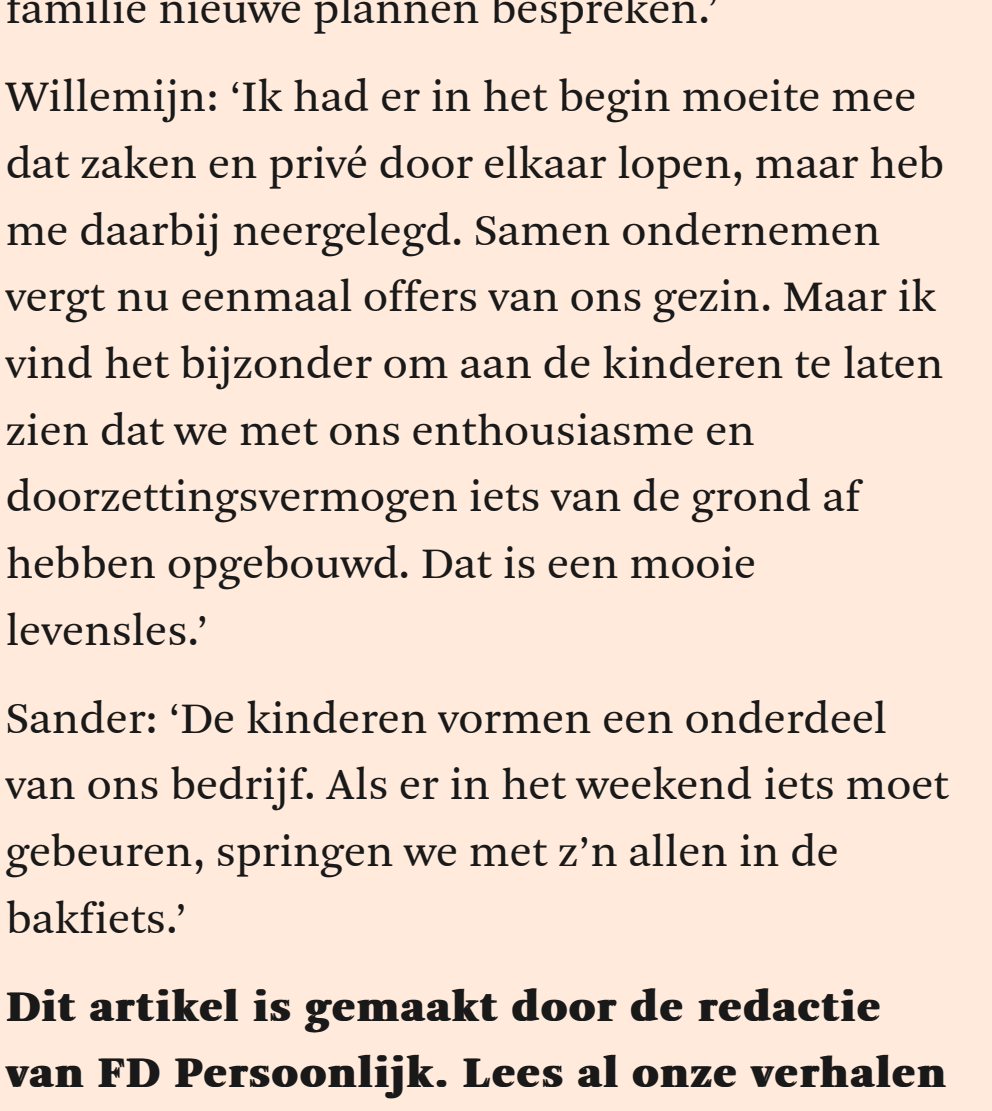 familie nieuwe plannen bespreken.’
Willemijn: ‘Ik had er in het begin moeite mee
dat zaken en privé door elkaar lopen, maar heb
me daarbij neergelegd. Samen ondernemen
vergt nu eenmaal offers van ons gezin. Maar ik
vind het bijzonder om aan de kinderen te laten
zien dat we met ons enthousiasme en
doorzettingsvermogen iets van de grond af
hebben opgebouwd. Dat is een mooie
levensles.’
Sander: ‘De kinderen vormen een onderdeel
van ons bedrijf. Als er in het weekend iets moet
gebeuren, springen we met z’n allen in de
bakfiets.’
Dit artikel is gemaakt door de redactie
van FD Persoonlijk. Lees al onze verhalen